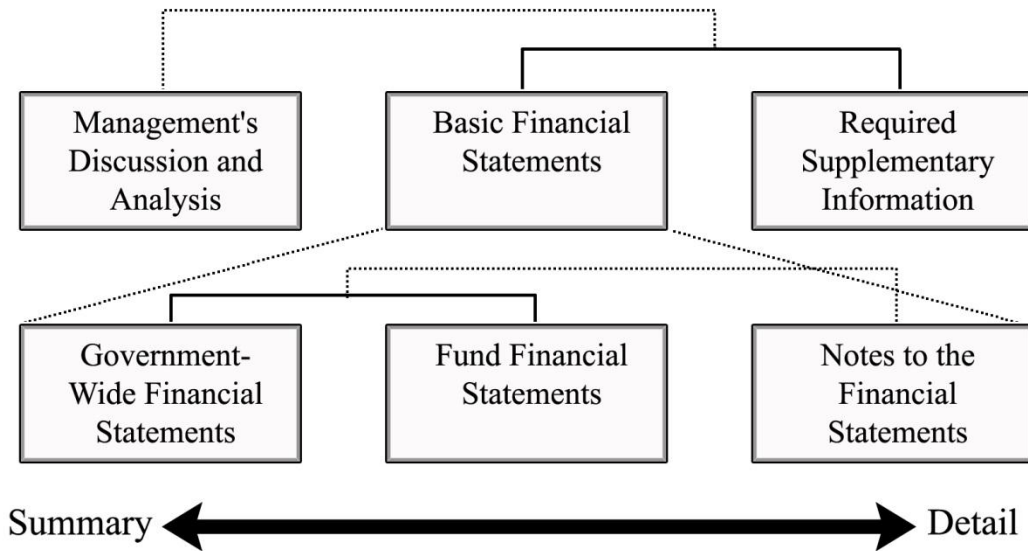 Management's
Discussion and
Analysis
Basic Financial
Statements
Required
Supplementary
Information
Government-
Wide Financial
Statements
Fund Financial
Statements
Notes to the
Financial
Statements
Summary
Detail